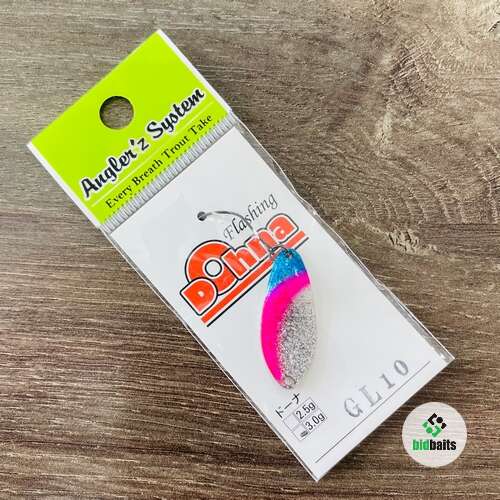 Angler'z System
Every Breath Trout Take
Flashing
Dohna
ドーナ
2.5g
3.0g
GL10
bidbaits